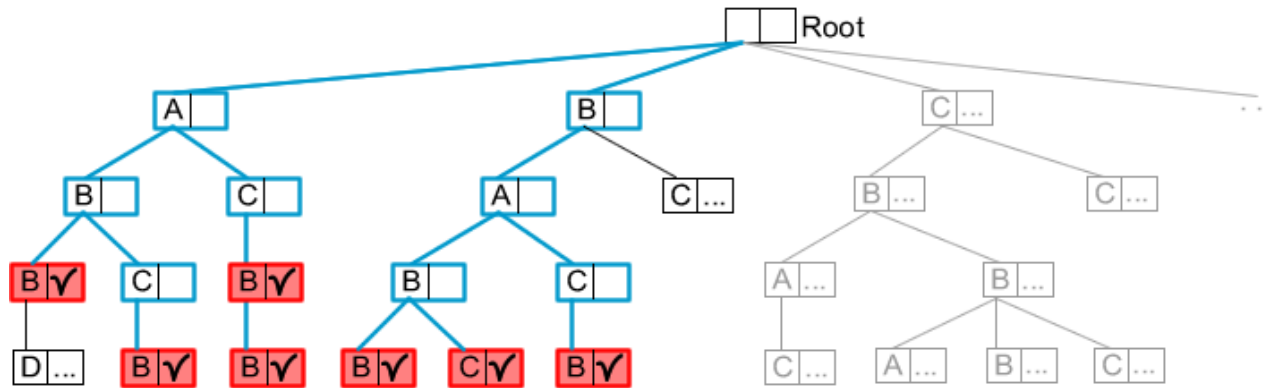 Root
A B C ... . .
B C A C ... B ... C ...
B ✓ C B ✓ B C A ... B ...
D ... B ✓ B ✓ B ✓ C ✓ B ✓ C ... A ... B ... C ...